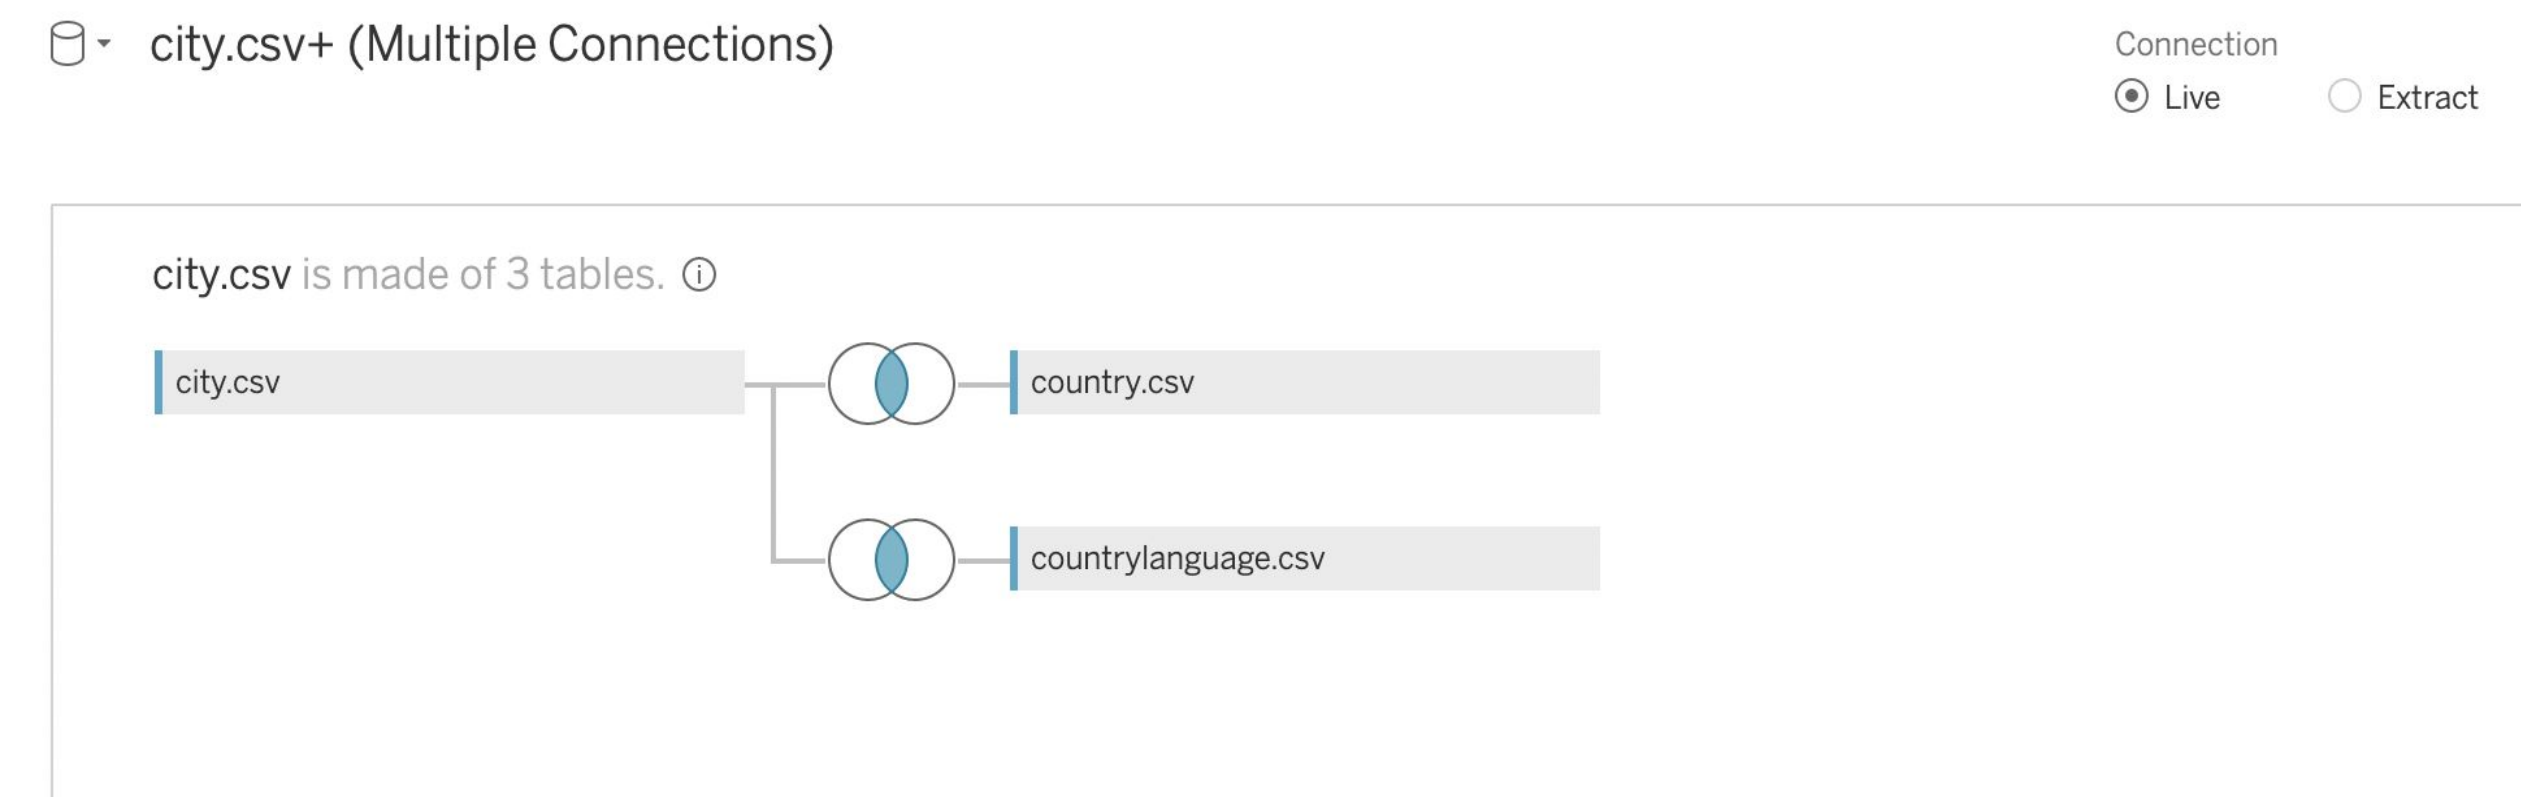 city.csv+ (Multiple Connections)
Connection
Live
Extract
city.csv is made of 3 tables.
city.csv
country.csv
countrylanguage.csv